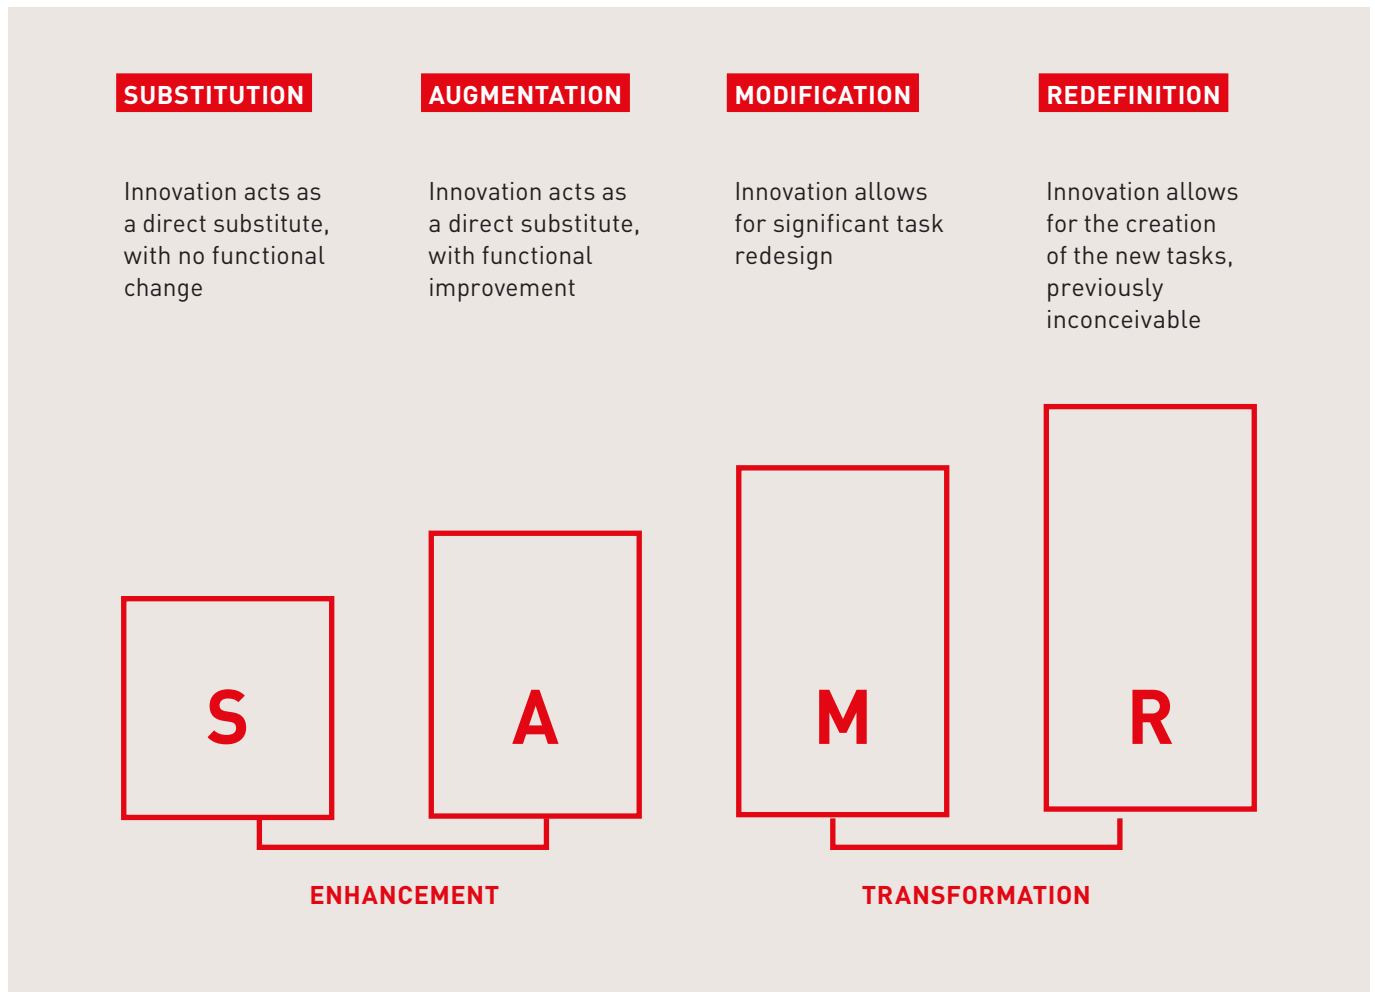 SUBSTITUTION
Innovation acts as
a direct substitute,
with no functional
change
AUGMENTATION
Innovation acts as
a direct substitute,
with functional
improvement
MODIFICATION
Innovation allows
for significant task
redesign
REDEFINITION
Innovation allows
for the creation
of the new tasks,
previously
inconceivable
S
A
M
R
ENHANCEMENT
TRANSFORMATION